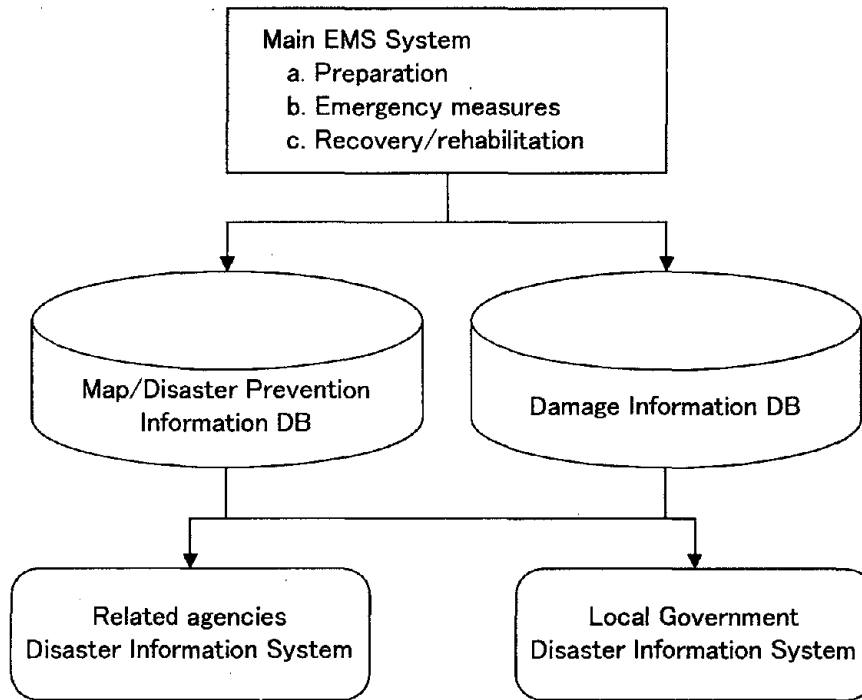 Main EMS System
a. Preparation
b. Emergency measures
c. Recovery/rehabilitation
Map/Disaster Prevention
Information DB
Damage Information DB
Related agencies
Disaster Information System
Local Government
Disaster Information System